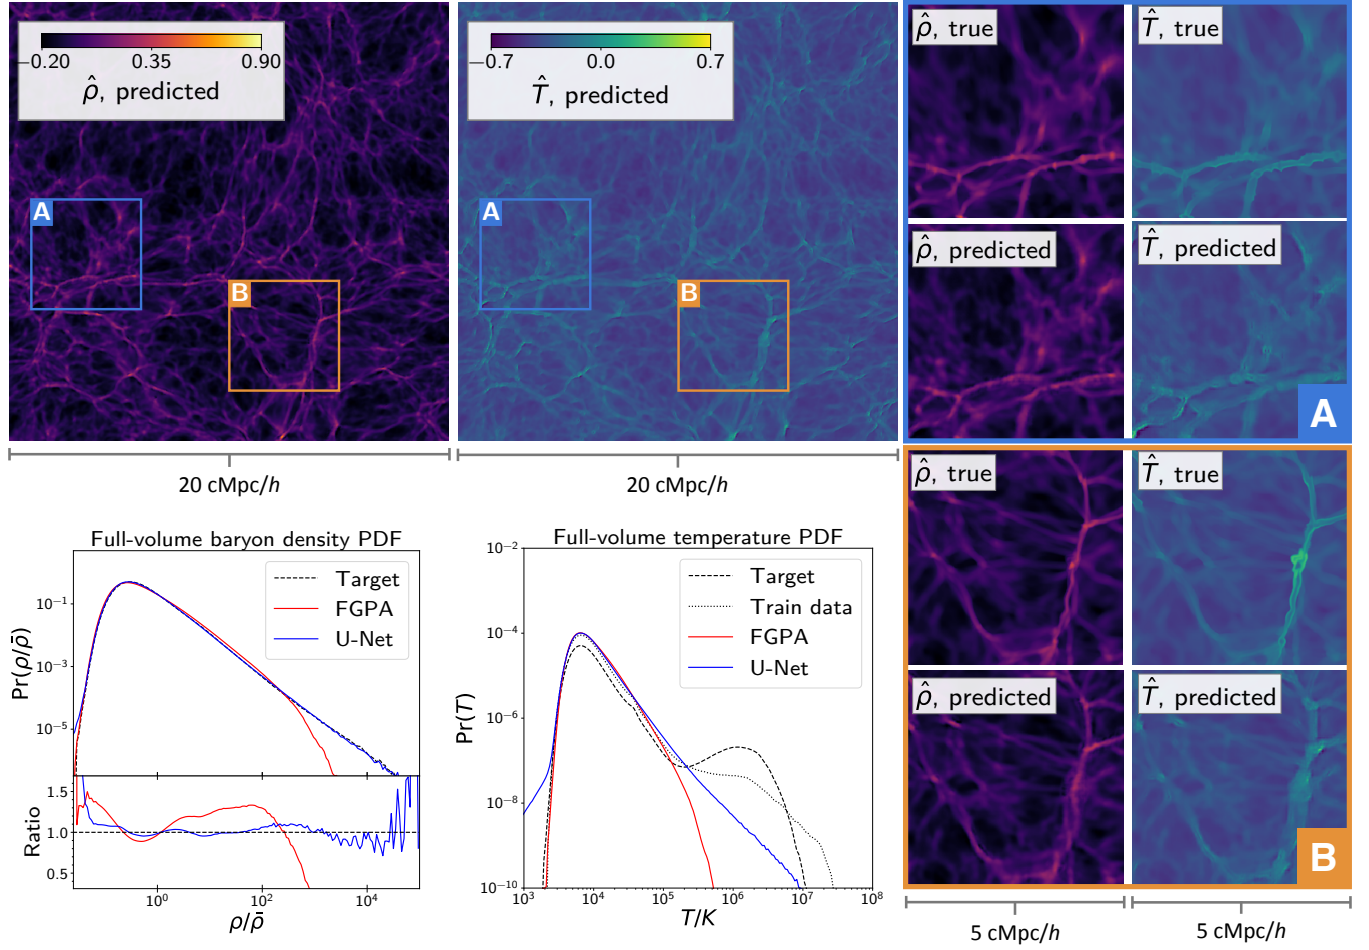 −0.20 0.35 0.90
ρ̂, predicted
A
B
20 cMpc/h
−0.7 0.0 0.7
T̂, predicted
A
B
20 cMpc/h
ρ̂, true
T̂, true
ρ̂, predicted
T̂, predicted
A
ρ̂, true
T̂, true
ρ̂, predicted
T̂, predicted
B
5 cMpc/h
5 cMpc/h
Full-volume baryon density PDF
Target
FGPA
U-Net
Pr(ρ/ρ̄)
10⁻¹
10⁻³
10⁻⁵
Ratio
1.5
1.0
0.5
10⁰ 10² 10⁴
ρ/ρ̄
Full-volume temperature PDF
Target
Train data
FGPA
U-Net
Pr(T)
10⁻²
10⁻⁴
10⁻⁶
10⁻⁸
10⁻¹⁰
10³ 10⁴ 10⁵ 10⁶ 10⁷ 10⁸
T/K